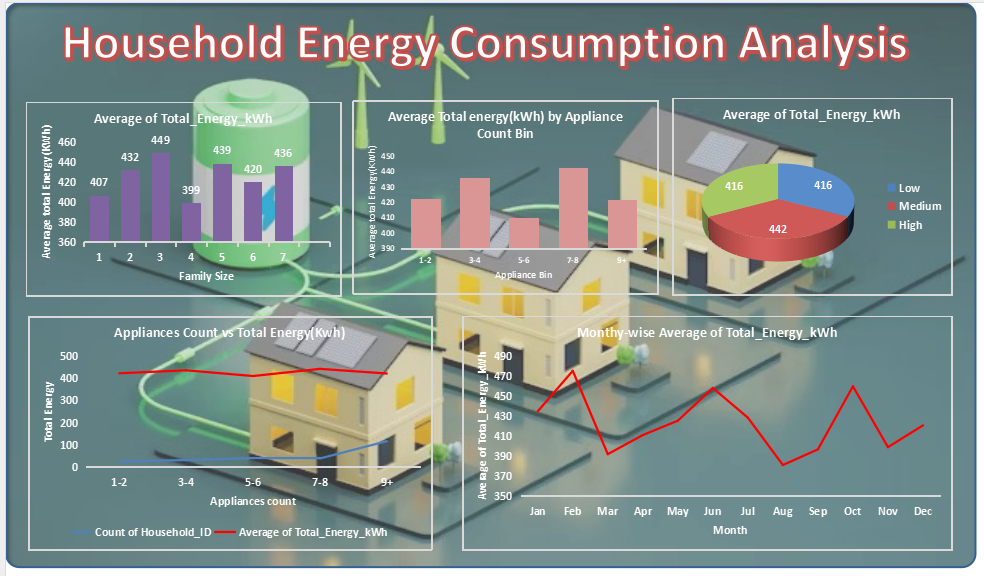 Household Energy Consumption Analysis
Average of Total_Energy_kWh
Average total Energy(KWh)
460
440
420
400
380
360
407
432
449
399
439
420
436
1 2 3 4 5 6 7
Family Size
Average Total energy(kWh) by Appliance
Count Bin
Average total Energy(KWh)
450
440
430
420
410
400
390
1-2 3-4 5-6 7-8 9+
Appliance Bin
Average of Total_Energy_kWh
416
416
442
Low
Medium
High
Appliances Count vs Total Energy(Kwh)
Total Energy
500
400
300
200
100
0
1-2 3-4 5-6 7-8 9+
Appliances count
Count of Household_ID
Average of Total_Energy_kWh
Monthy-wise Average of Total_Energy_kWh
Average of Total_Energy_kWh
490
470
450
430
410
390
370
350
Jan Feb Mar Apr May Jun Jul Aug Sep Oct Nov Dec
Month